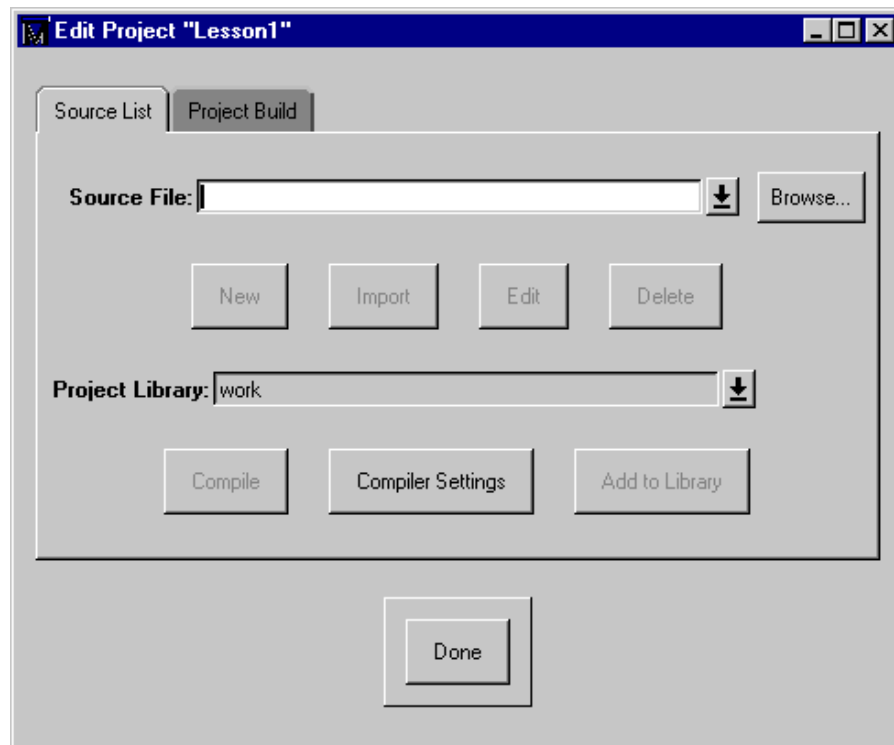 Edit Project "Lesson1"
Source List Project Build
Source File: Browse...
New Import Edit Delete
Project Library: work
Compile Compiler Settings Add to Library
Done